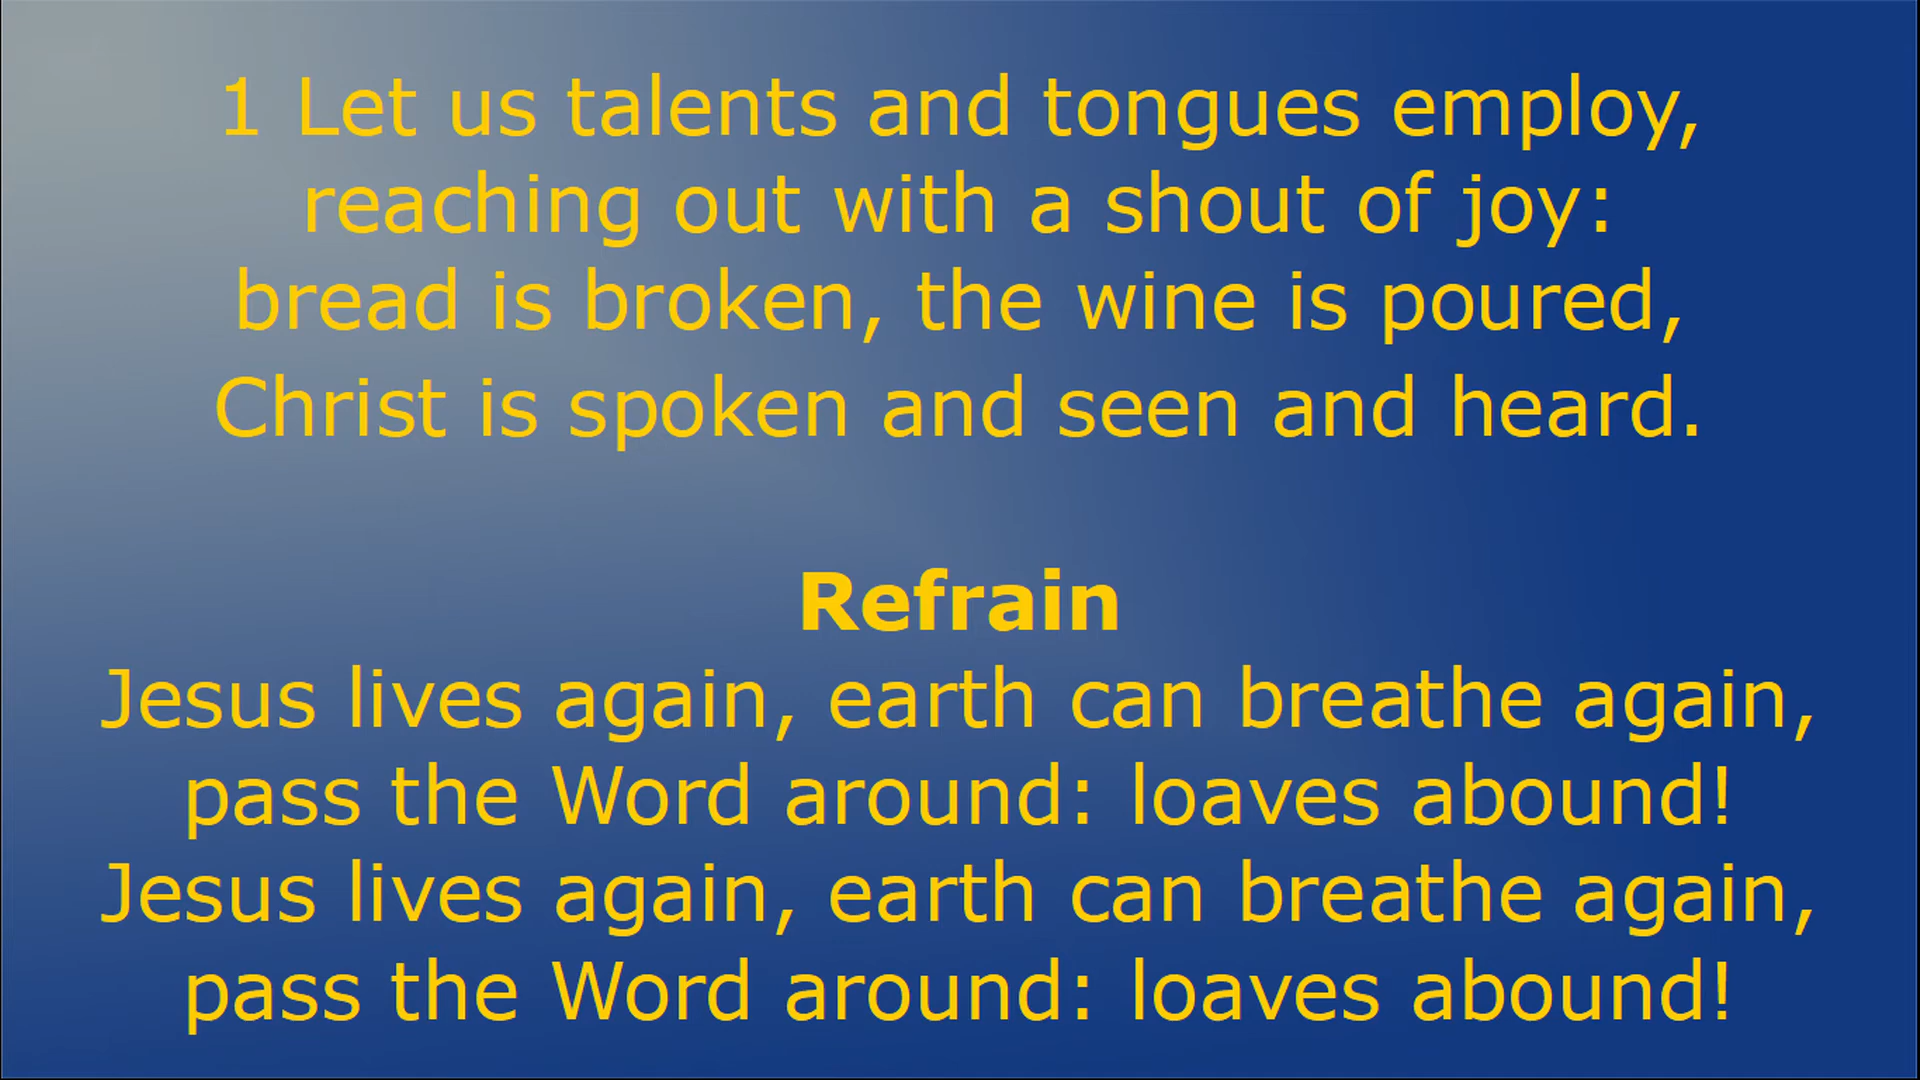 1 Let us talents and tongues employ,
reaching out with a shout of joy:
bread is broken, the wine is poured,
Christ is spoken and seen and heard.
Refrain
Jesus lives again, earth can breathe again,
pass the Word around: loaves abound!
Jesus lives again, earth can breathe again,
pass the Word around: loaves abound!